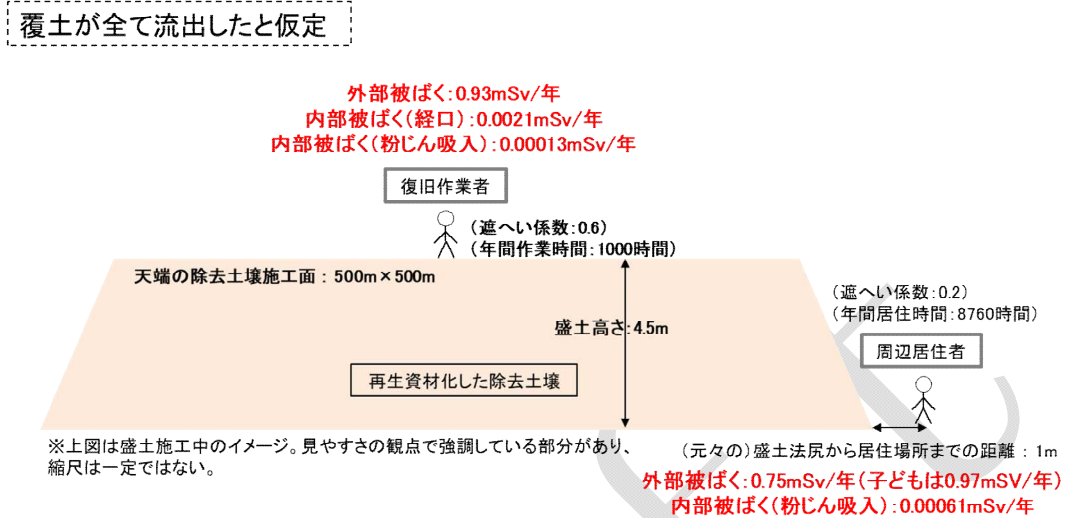 覆土が全て流出したと仮定
外部被ばく:0.93mSv/年
内部被ばく(経口):0.0021mSv/年
内部被ばく(粉じん吸入):0.00013mSv/年
復旧作業者
(遮へい係数:0.6)
(年間作業時間:1000時間)
天端の除去土壌施工面: 500m×500m
(遮へい係数:0.2)
(年間居住時間:8760時間)
盛土高さ:4.5m
周辺居住者
再生資材化した除去土壌
※上図は盛土施工中のイメージ。見やすさの観点で強調している部分があり、
縮尺は一定ではない。
(元々の)盛土法尻から居住場所までの距離: 1m
外部被ばく:0.75mSv/年(子どもは0.97mSV/年)
内部被ばく(粉じん吸入):0.00061mSv/年